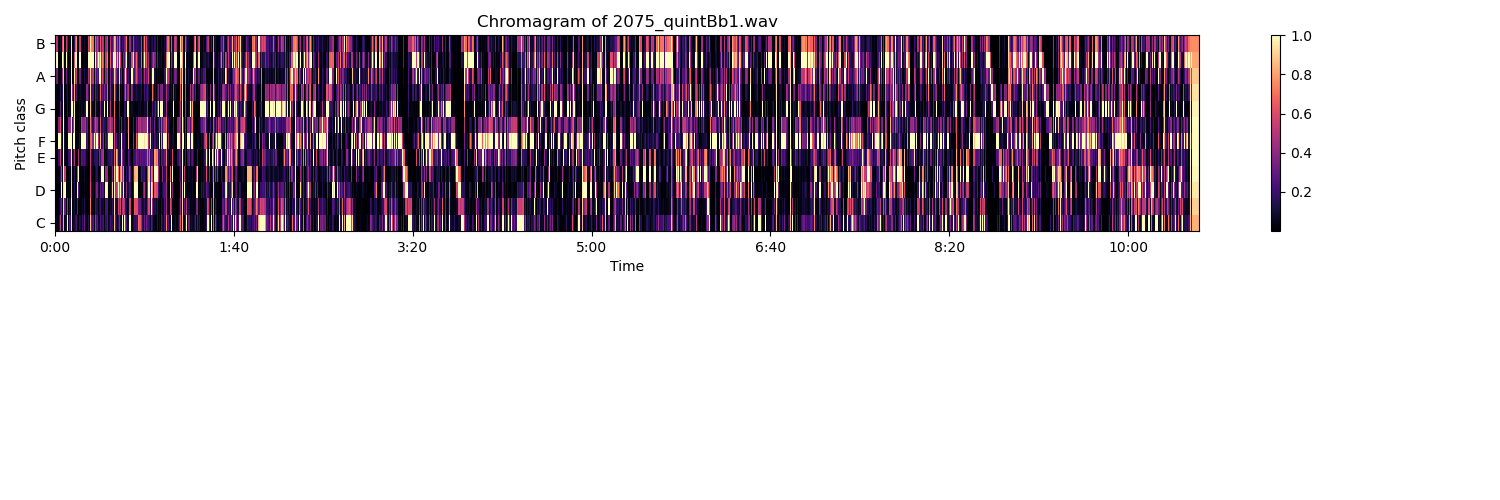 Chromagram of 2075_quintBb1.wav
Pitch class
B
A
G
F
E
D
C
0:00 1:40 3:20 5:00 6:40 8:20 10:00
Time
1.0
0.8
0.6
0.4
0.2